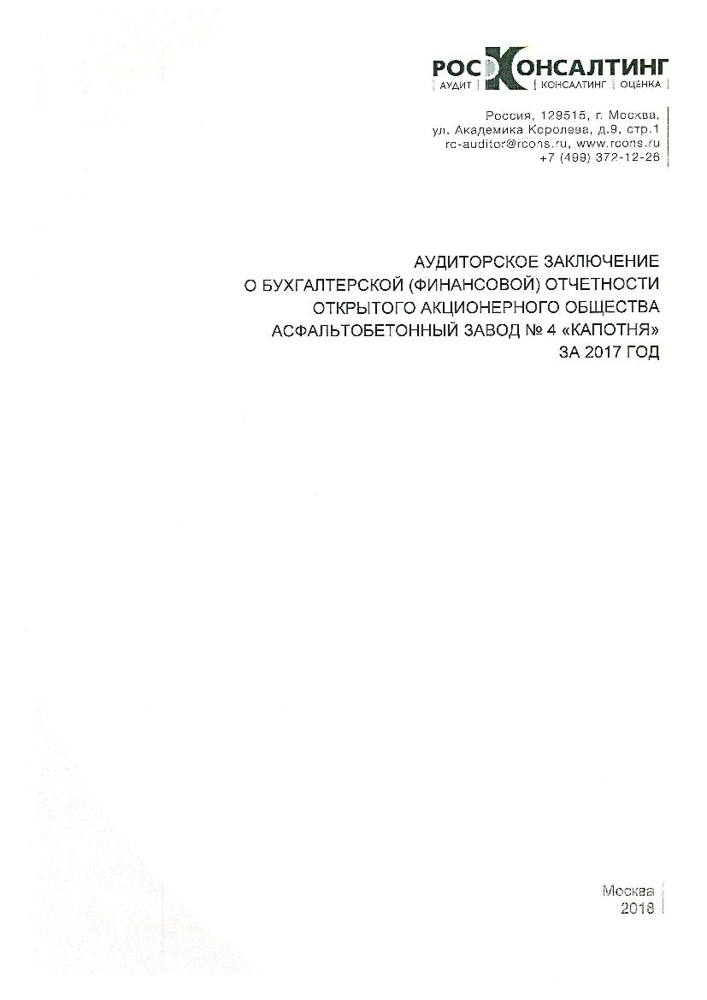 РОСКОНСАЛТИНГ
| АУДИТ | | КОНСАЛТИНГ | ОЦЕНКА |
Россия, 129515, г. Москва,
ул. Академика Королева, д.9, стр.1
rc-auditor@rcons.ru, www.rcons.ru
+7 (499) 372-12-26
АУДИТОРСКОЕ ЗАКЛЮЧЕНИЕ
О БУХГАЛТЕРСКОЙ (ФИНАНСОВОЙ) ОТЧЕТНОСТИ
ОТКРЫТОГО АКЦИОНЕРНОГО ОБЩЕСТВА
АСФАЛЬТОБЕТОННЫЙ ЗАВОД № 4 «КАПОТНЯ»
ЗА 2017 ГОД
Москва
2018